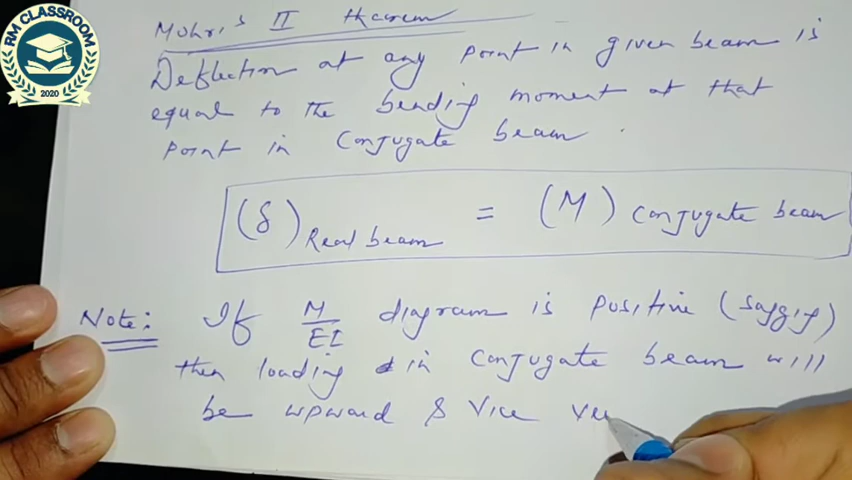 RM CLASSROOM
2020
Mohr's II theorem
Deflection at any point in given beam is
equal to the bending moment at that
point in Conjugate beam.
(δ) Real beam = (M) Conjugate beam
Note: If M/EI diagram is positive (sagging)
then loading in Conjugate beam will
be upward & Vice ver